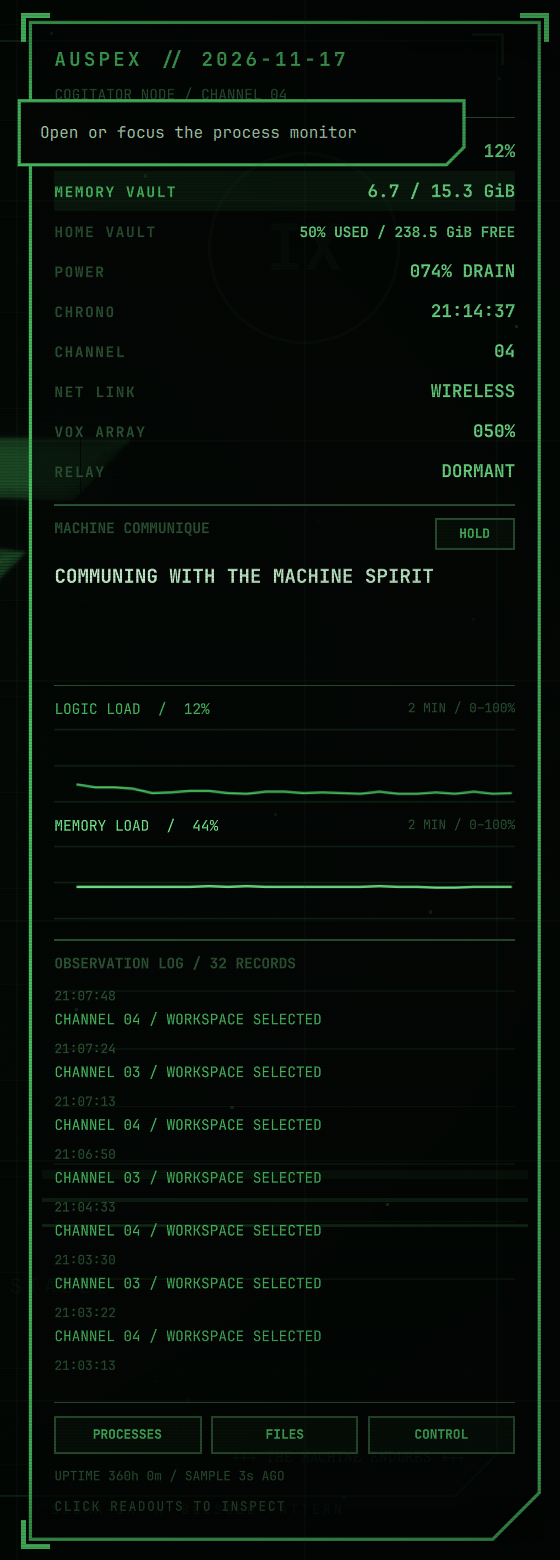 AUSPEX // 2026-11-17
COGITATOR NODE / CHANNEL 04
Open or focus the process monitor
12%
MEMORY VAULT 6.7 / 15.3 GiB
HOME VAULT 50% USED / 238.5 GiB FREE
POWER 074% DRAIN
CHRONO 21:14:37
CHANNEL 04
NET LINK WIRELESS
VOX ARRAY 050%
RELAY DORMANT
MACHINE COMMUNIQUE HOLD
COMMUNING WITH THE MACHINE SPIRIT
LOGIC LOAD / 12% 2 MIN / 0-100%
MEMORY LOAD / 44% 2 MIN / 0-100%
OBSERVATION LOG / 32 RECORDS
21:07:48
CHANNEL 04 / WORKSPACE SELECTED
21:07:24
CHANNEL 03 / WORKSPACE SELECTED
21:07:13
CHANNEL 04 / WORKSPACE SELECTED
21:06:50
CHANNEL 03 / WORKSPACE SELECTED
21:04:33
CHANNEL 04 / WORKSPACE SELECTED
21:03:30
CHANNEL 03 / WORKSPACE SELECTED
21:03:22
CHANNEL 04 / WORKSPACE SELECTED
21:03:13
PROCESSES FILES CONTROL
THE MACHINE ENDURES
UPTIME 360h 0m / SAMPLE 3s AGO
CLICK READOUTS TO INSPECT